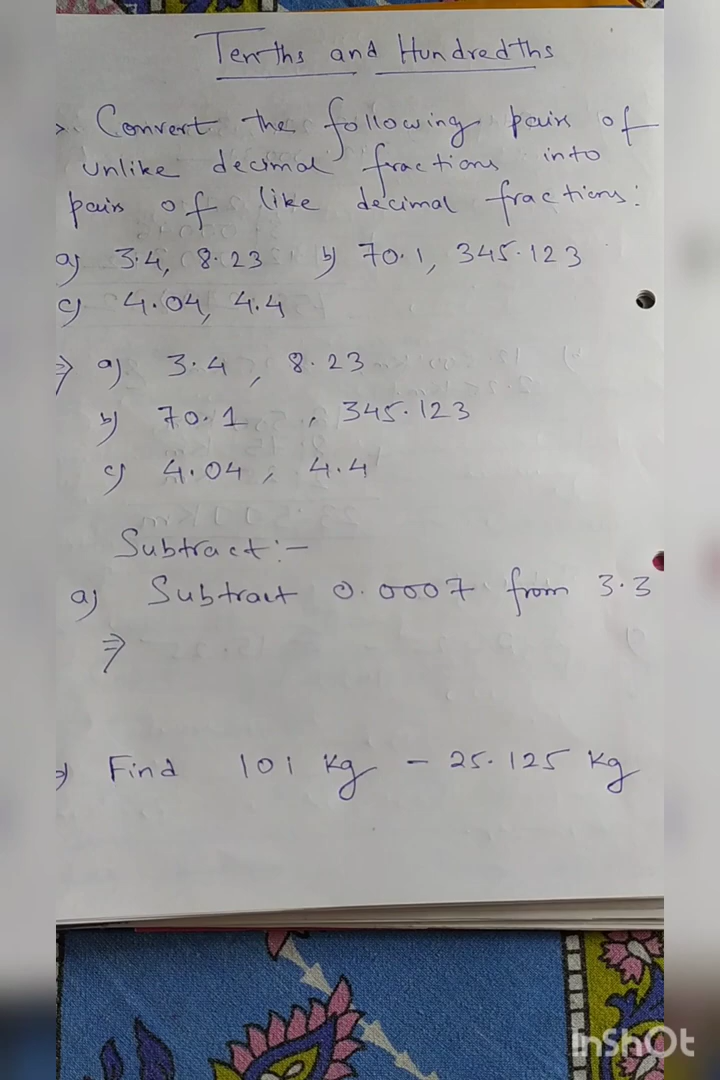 Tenths and Hundredths
Convert the following pairs of
unlike decimal fractions into
pairs of like decimal fractions:
a) 3.4, 8.23 b) 70.1, 345.123
c) 4.04, 4.4
⇒ a) 3.4, 8.23
b) 70.1, 345.123
c) 4.04, 4.4
Subtract:-
a) Subtract 0.0007 from 3.3
⇒
Find 101 kg - 25.125 kg
InShOt